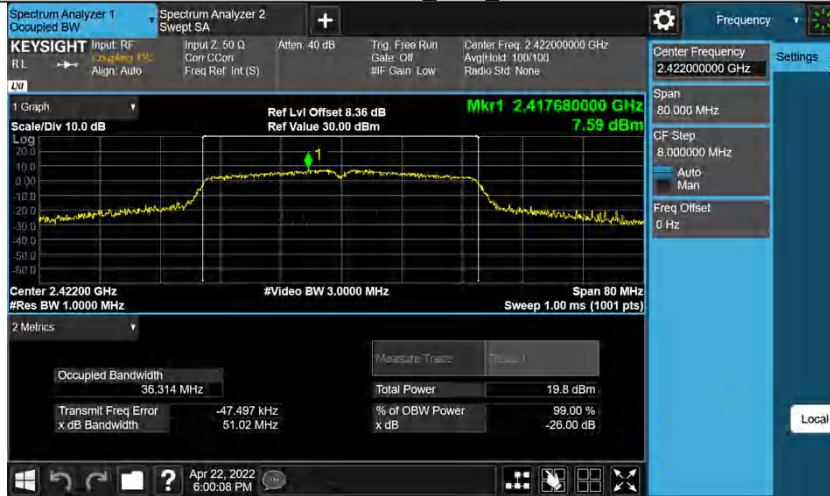 Spectrum Analyzer 1
Occupied BW
Spectrum Analyzer 2
Swept SA
+
Frequency
KEYSIGHT
RL
Input: RF
Coupling: DC
Align: Auto
Input Z: 50 Ω
Corr CCorr
Freq Ref: Int (S)
Atten: 40 dB
Trig: Free Run
Gate: Off
#IF Gain: Low
Center Freq: 2.422000000 GHz
Avg|Hold: 100/100
Radio Std: None
LXI
1 Graph
Scale/Div 10.0 dB
Ref Lvl Offset 8.36 dB
Ref Value 30.00 dBm
Mkr1 2.417680000 GHz
7.59 dBm
Log
20.0
10.0
0.00
-10.0
-20.0
-30.0
-40.0
-50.0
-60.0
1
Center 2.42200 GHz
#Res BW 1.0000 MHz
#Video BW 3.0000 MHz
Span 80 MHz
Sweep 1.00 ms (1001 pts)
2 Metrics
Measure Trace
Trace 1
Occupied Bandwidth
36.314 MHz
Total Power
19.8 dBm
Transmit Freq Error
-47.497 kHz
% of OBW Power
99.00 %
x dB Bandwidth
51.02 MHz
x dB
-26.00 dB
Center Frequency
2.422000000 GHz
Settings
Span
80.000 MHz
CF Step
8.000000 MHz
Auto
Man
Freq Offset
0 Hz
Local
?
Apr 22, 2022
6:00:08 PM